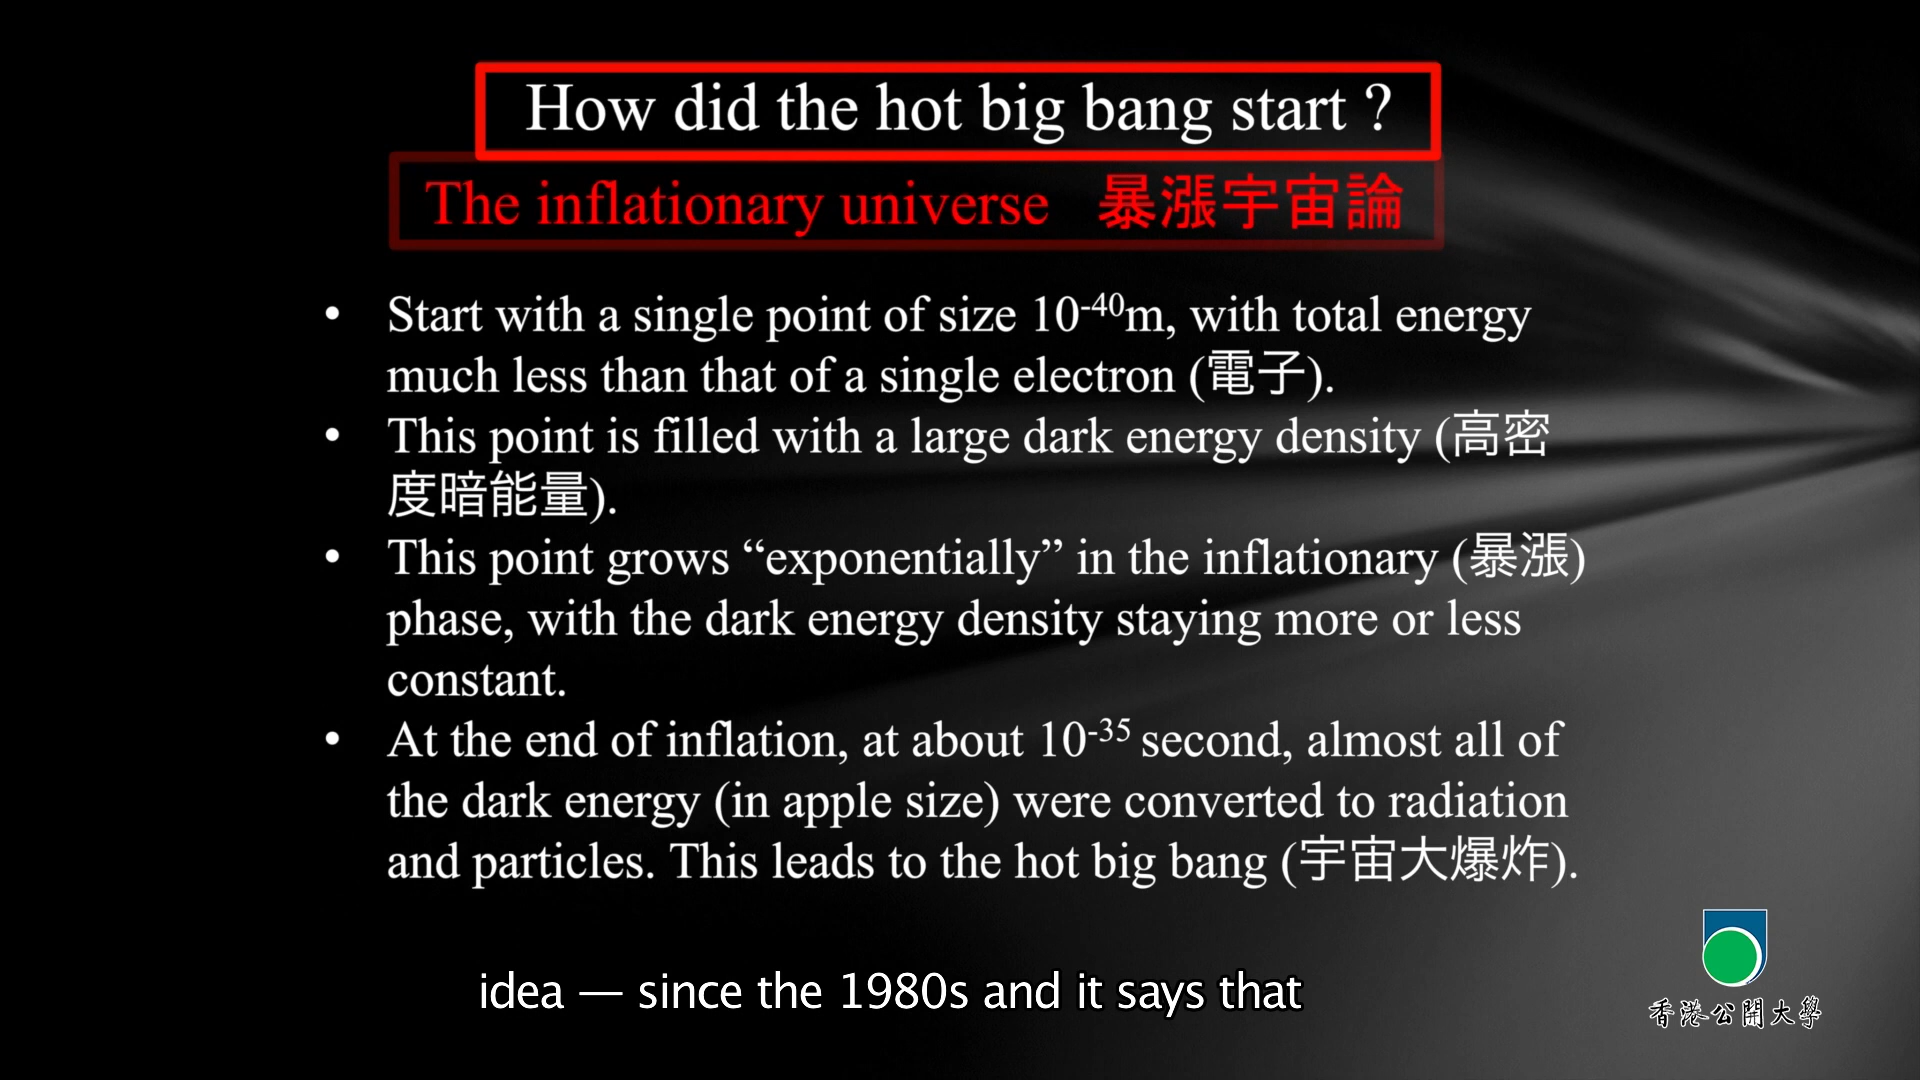 How did the hot big bang start ?
The inflationary universe 暴漲宇宙論
• Start with a single point of size 10⁻⁴⁰m, with total energy
much less than that of a single electron (電子).
• This point is filled with a large dark energy density (高密
度暗能量).
• This point grows “exponentially” in the inflationary (暴漲)
phase, with the dark energy density staying more or less
constant.
• At the end of inflation, at about 10⁻³⁵ second, almost all of
the dark energy (in apple size) were converted to radiation
and particles. This leads to the hot big bang (宇宙大爆炸).
idea — since the 1980s and it says that
香港公開大學